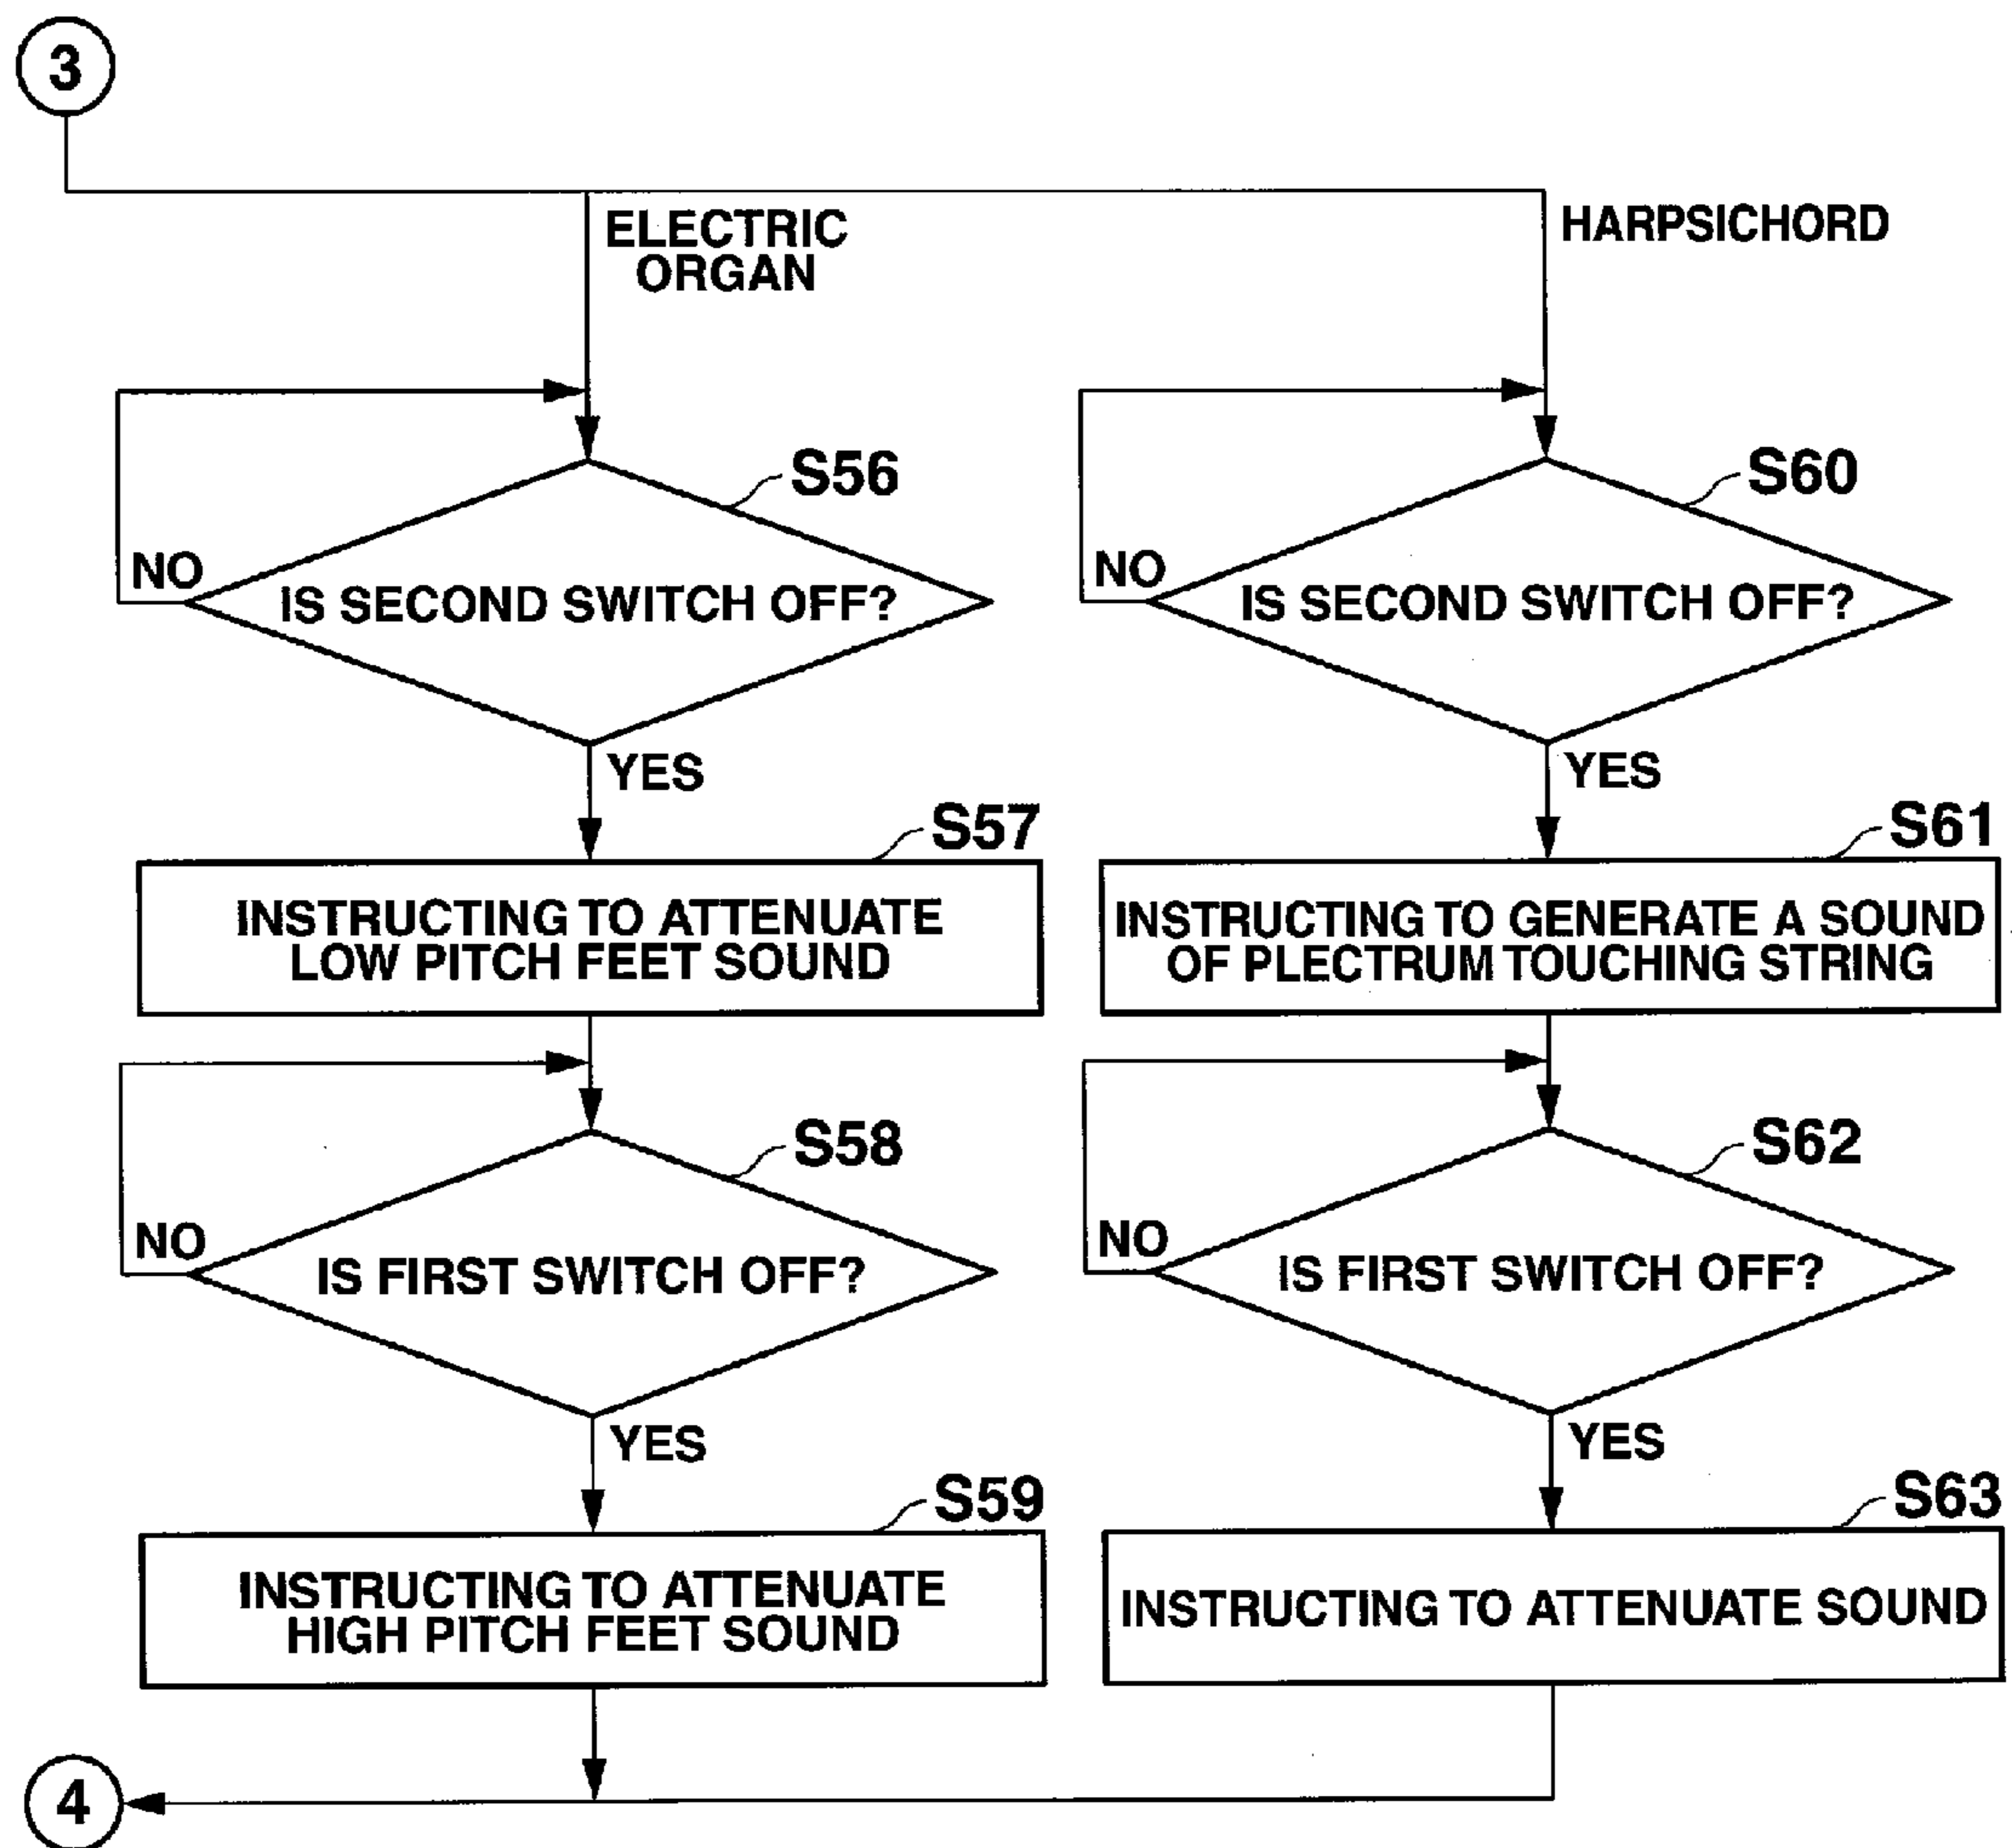 3
ELECTRIC
ORGAN
HARPSICHORD
S56
NO
IS SECOND SWITCH OFF?
YES
S57
INSTRUCTING TO ATTENUATE
LOW PITCH FEET SOUND
S58
NO
IS FIRST SWITCH OFF?
YES
S59
INSTRUCTING TO ATTENUATE
HIGH PITCH FEET SOUND
S60
NO
IS SECOND SWITCH OFF?
YES
S61
INSTRUCTING TO GENERATE A SOUND
OF PLECTRUM TOUCHING STRING
S62
NO
IS FIRST SWITCH OFF?
YES
S63
INSTRUCTING TO ATTENUATE SOUND
4